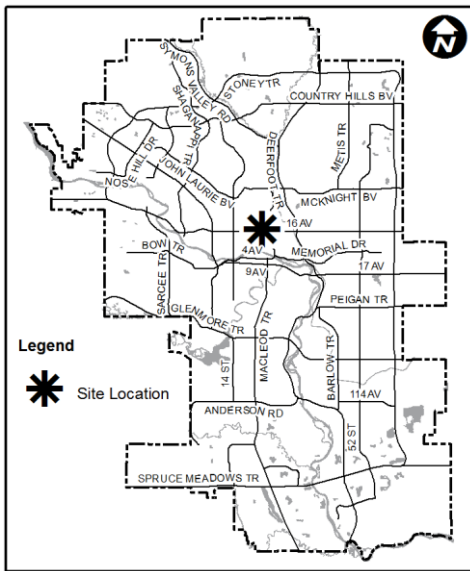 N
SYMONS VALLEY RD
STONEY TR
COUNTRY HILLS BV
SHAGANAPPI TR
DEERFOOT TR
METIS TR
NOSE HILL DR
JOHN LAURIE BV
MCKNIGHT BV
16 AV
BOW TR
4 AV
MEMORIAL DR
SARCEE TR
9 AV
17 AV
PEIGAN TR
GLENMORE TR
Legend
Site Location
14 ST
MACLEOD TR
BARLOW TR
114 AV
ANDERSON RD
52 ST
SPRUCE MEADOWS TR